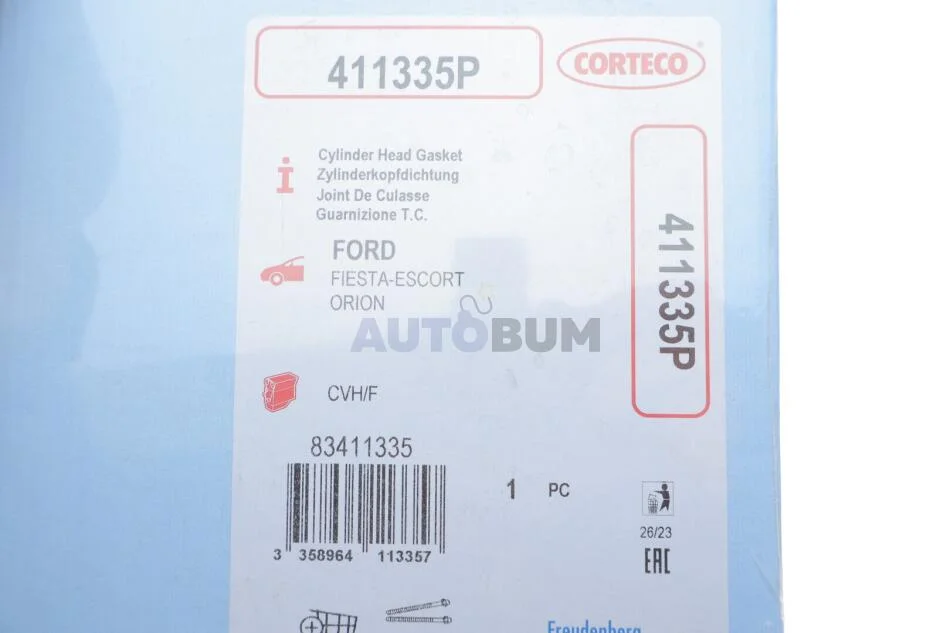 411335P
CORTECO
Cylinder Head Gasket
Zylinderkopfdichtung
Joint De Culasse
Guarnizione T.C.
FORD
FIESTA-ESCORT
ORION
AUTOBUM
411335P
CVH/F
83411335
1 PC
3 358964 113357
26/23
EAC
Freudenberg